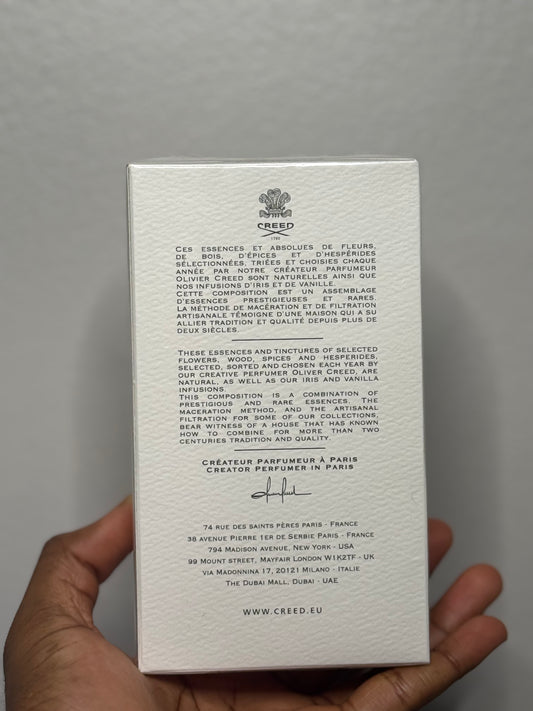 CREED
1760
CES ESSENCES ET ABSOLUES DE FLEURS,
DE BOIS, D'ÉPICES ET D'HESPÉRIDES
SÉLECTIONNÉES, TRIÉES ET CHOISIES CHAQUE
ANNÉE PAR NOTRE CRÉATEUR PARFUMEUR
OLIVIER CREED SONT NATURELLES AINSI QUE
NOS INFUSIONS D'IRIS ET DE VANILLE.
CETTE COMPOSITION EST UN ASSEMBLAGE
D'ESSENCES PRESTIGIEUSES ET RARES.
LA MÉTHODE DE MACÉRATION ET DE FILTRATION
ARTISANALE TÉMOIGNE D'UNE MAISON QUI A SU
ALLIER TRADITION ET QUALITÉ DEPUIS PLUS DE
DEUX SIÈCLES.
THESE ESSENCES AND TINCTURES OF SELECTED
FLOWERS, WOOD, SPICES AND HESPERIDES,
SELECTED, SORTED AND CHOSEN EACH YEAR BY
OUR CREATIVE PERFUMER OLIVER CREED, ARE
NATURAL, AS WELL AS OUR IRIS AND VANILLA
INFUSIONS.
THIS COMPOSITION IS A COMBINATION OF
PRESTIGIOUS AND RARE ESSENCES. THE
MACERATION METHOD, AND THE ARTISANAL
FILTRATION FOR SOME OF OUR COLLECTIONS,
BEAR WITNESS OF A HOUSE THAT HAS KNOWN
HOW TO COMBINE FOR MORE THAN TWO
CENTURIES TRADITION AND QUALITY.
CRÉATEUR PARFUMEUR À PARIS
CREATOR PERFUMER IN PARIS
74 RUE DES SAINTS PÈRES PARIS - FRANCE
38 AVENUE PIERRE 1ER DE SERBIE PARIS - FRANCE
794 MADISON AVENUE, NEW YORK - USA
99 MOUNT STREET, MAYFAIR LONDON W1K2TF - UK
VIA MADONNINA 17, 20121 MILANO - ITALIE
THE DUBAI MALL, DUBAI - UAE
WWW.CREED.EU